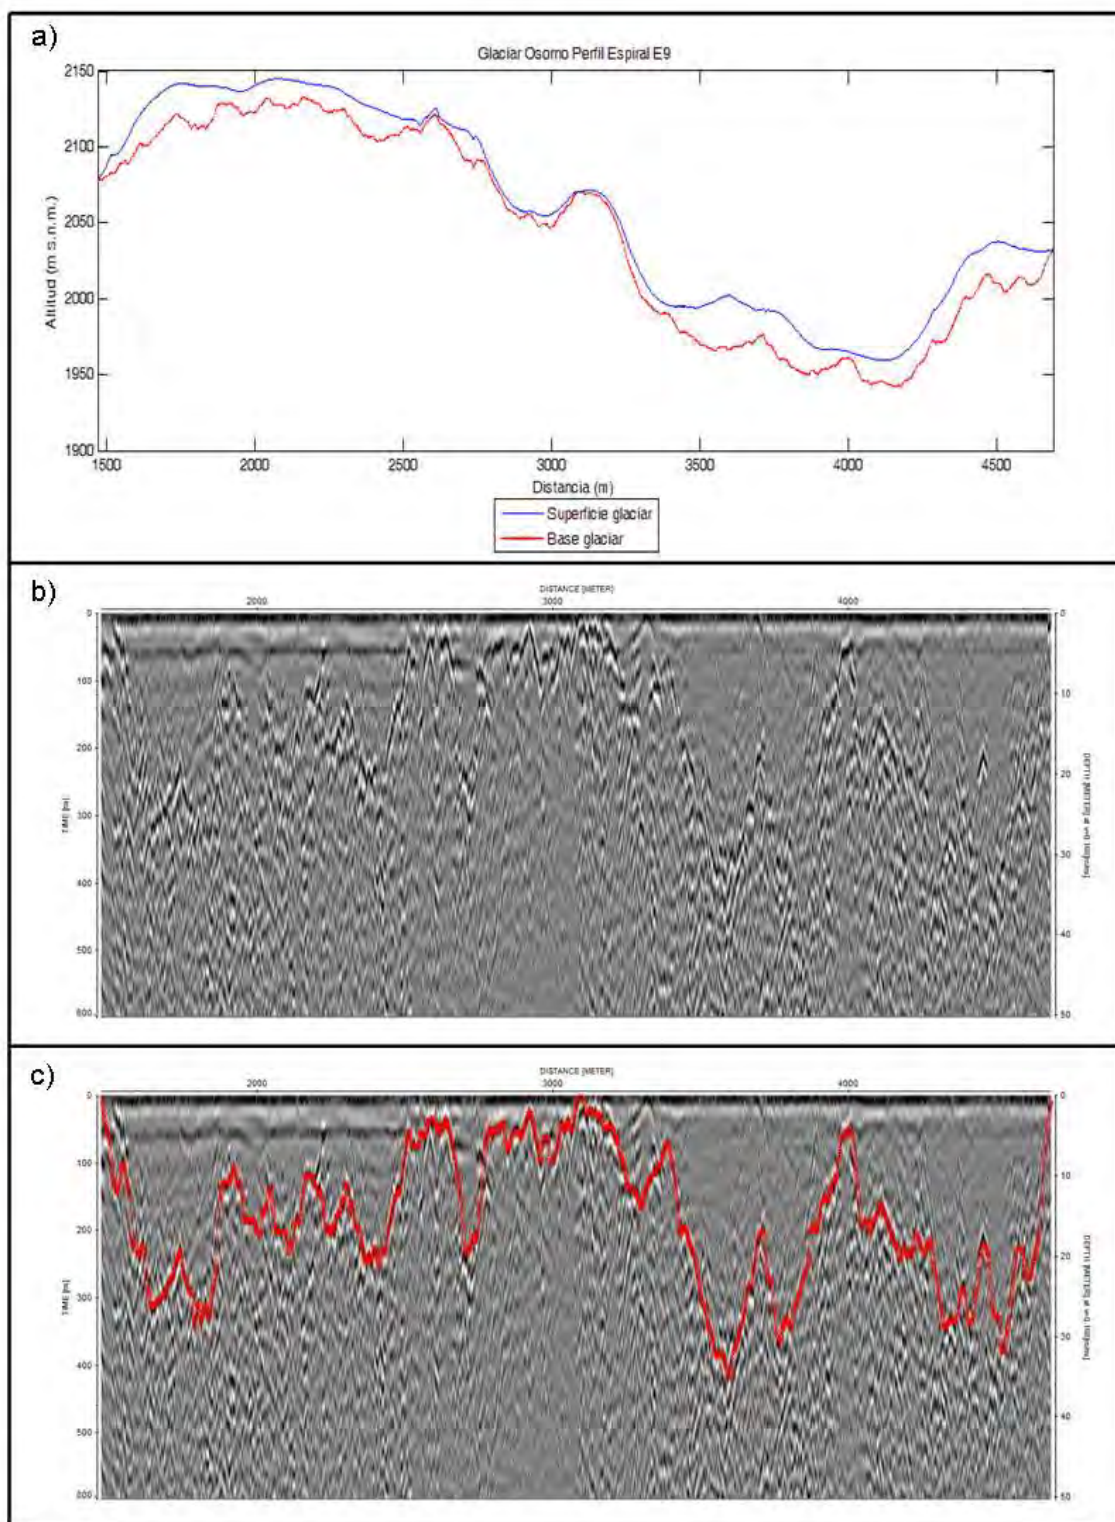 a)
Glaciar Osorno Perfil Espiral E9
2150
2100
2050
2000
1950
1900
Altitud (m s.n.m.)
1500 2000 2500 3000 3500 4000 4500
Distancia (m)
Superficie glaciar
Base glaciar
b)
DISTANCE [METER]
2000 3000 4000
0
100
200
300
400
500
600
TIME [ns]
0
10
20
30
40
50
c)
DISTANCE [METER]
2000 3000 4000
0
100
200
300
400
500
600
TIME [ns]
0
10
20
30
40
50